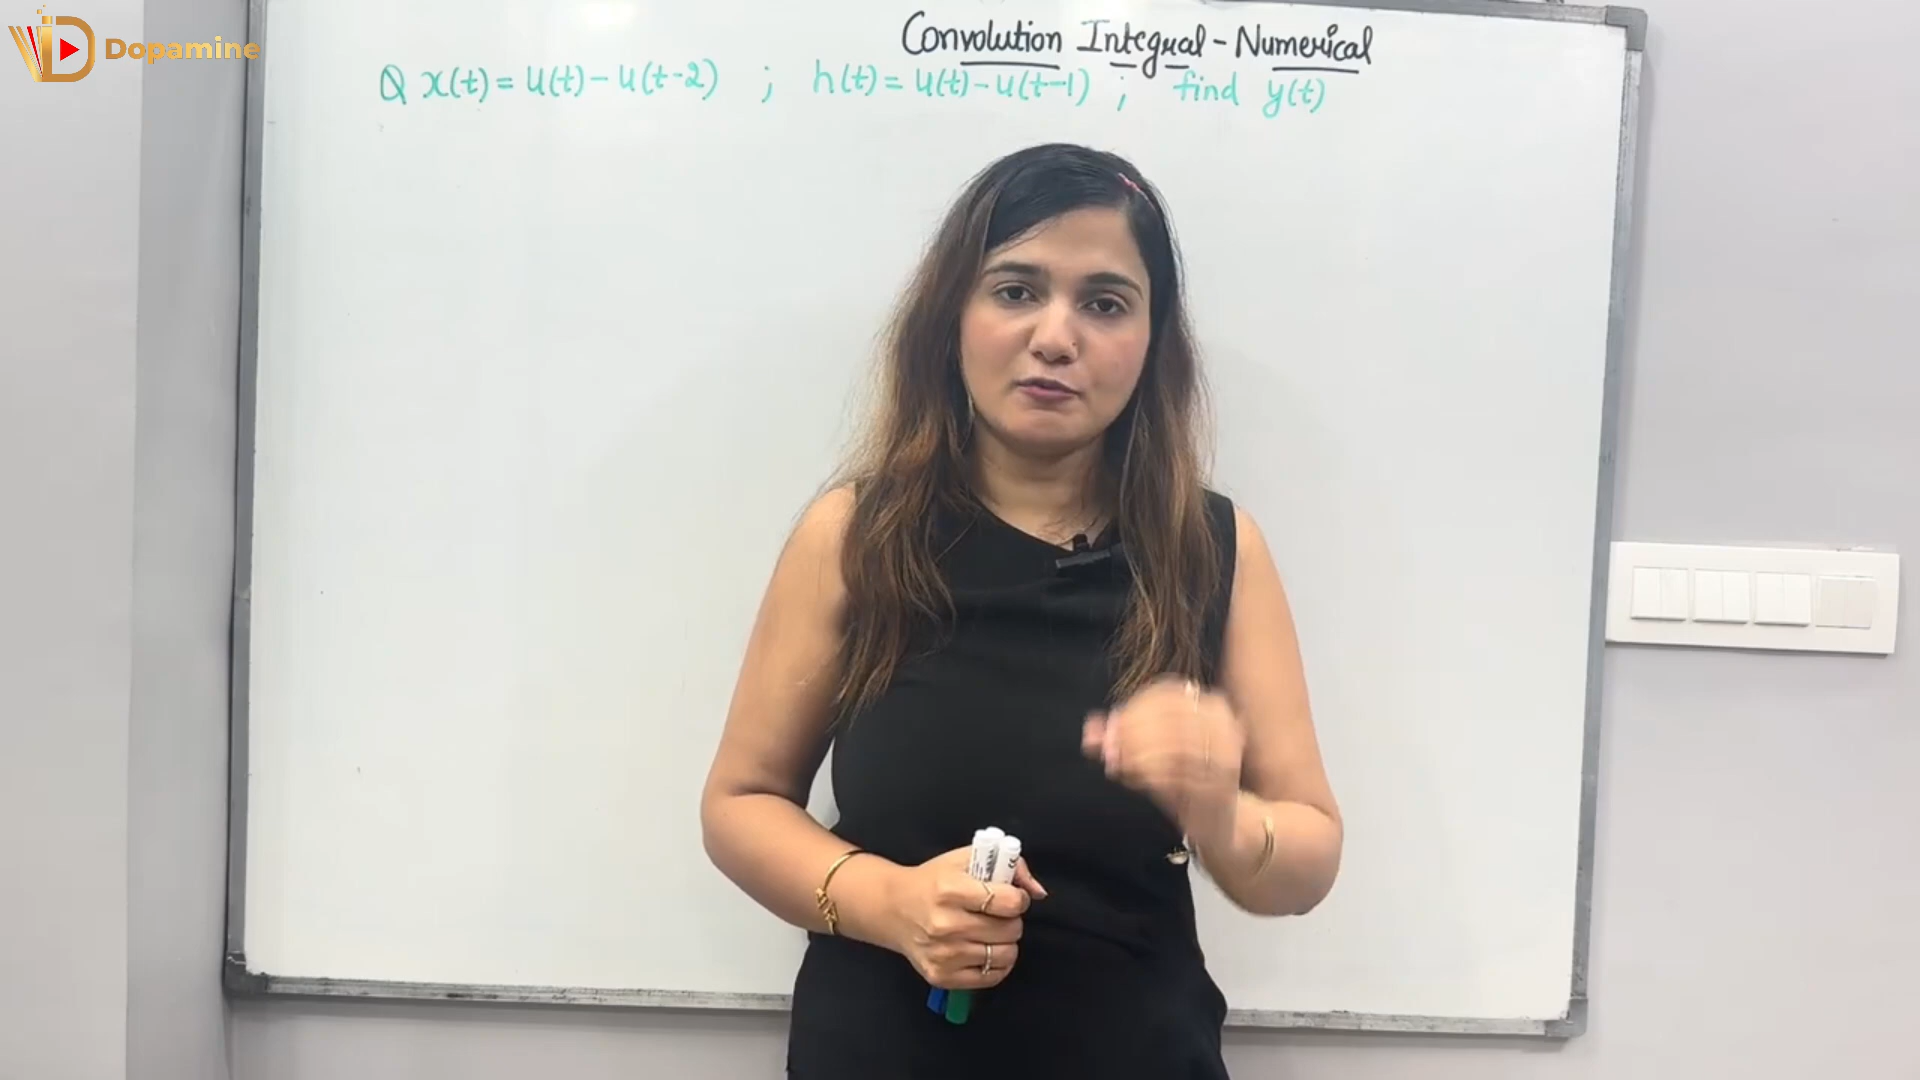 Dopamine
Convolution Integral - Numerical
Q x(t) = u(t) - u(t-2) ; h(t) = u(t) - u(t-1) ; find y(t)